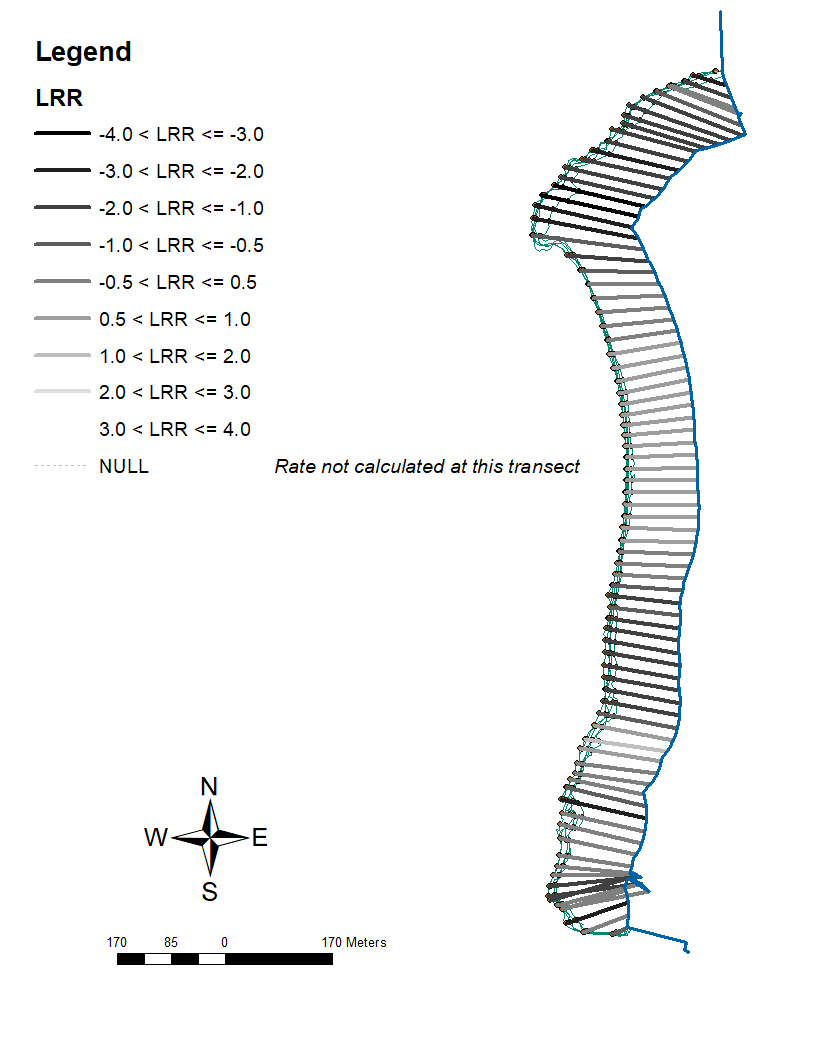 Legend
LRR
-4.0 < LRR <= -3.0
-3.0 < LRR <= -2.0
-2.0 < LRR <= -1.0
-1.0 < LRR <= -0.5
-0.5 < LRR <= 0.5
0.5 < LRR <= 1.0
1.0 < LRR <= 2.0
2.0 < LRR <= 3.0
3.0 < LRR <= 4.0
NULL Rate not calculated at this transect
N
W E
S
170 85 0 170 Meters